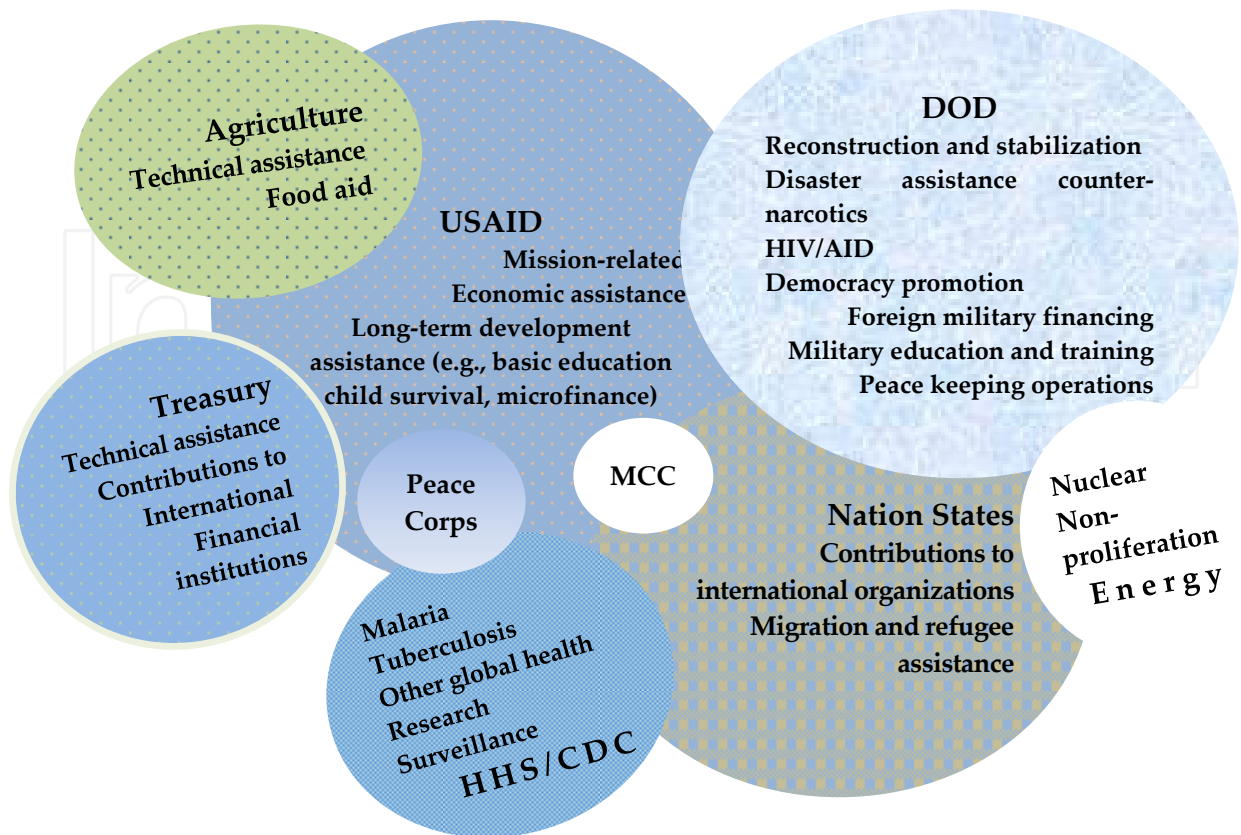 Agriculture
Technical assistance
Food aid
USAID
Mission-related
Economic assistance
Long-term development
assistance (e.g., basic education
child survival, microfinance)
DOD
Reconstruction and stabilization
Disaster assistance counter-
narcotics
HIV/AID
Democracy promotion
Foreign military financing
Military education and training
Peace keeping operations
Treasury
Technical assistance
Contributions to
International
Financial
institutions
Peace
Corps
MCC
Nation States
Contributions to
international organizations
Migration and refugee
assistance
Nuclear
Non-
proliferation
Energy
Malaria
Tuberculosis
Other global health
Research
Surveillance
HHS/CDC